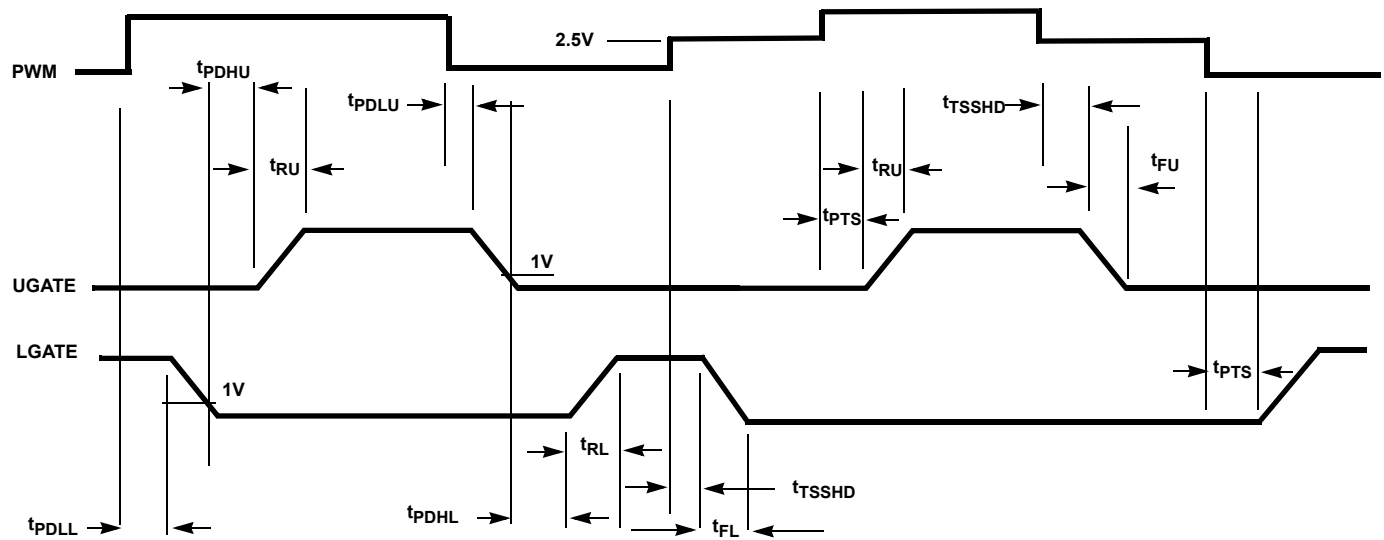 2.5V
PWM
tPDHU
tPDLU
tTSSHD
tRU
tRU
tFU
tPTS
1V
UGATE
LGATE
tPTS
1V
tRL
tTSSHD
tPDLL
tPDHL
tFL